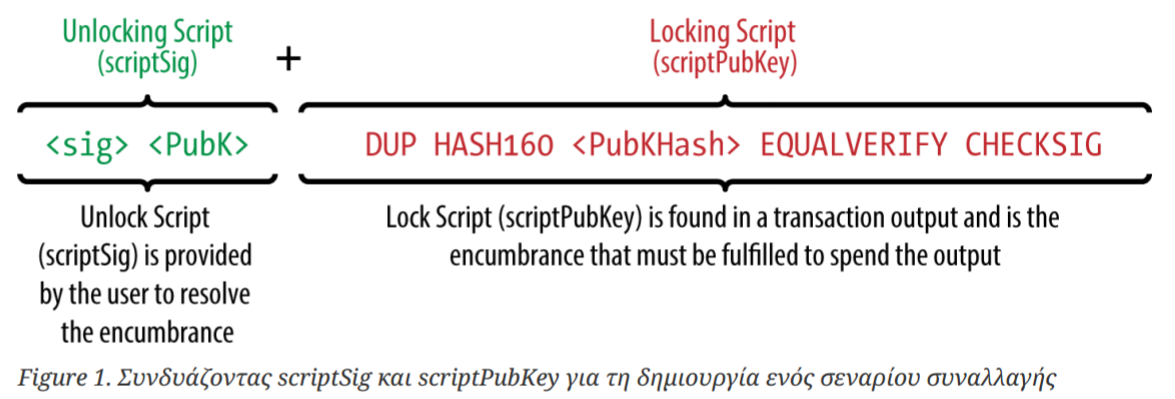 Unlocking Script
(scriptSig)
+
Locking Script
(scriptPubKey)
<sig> <PubK>
DUP HASH160 <PubKHash> EQUALVERIFY CHECKSIG
Unlock Script
(scriptSig) is provided
by the user to resolve
the encumbrance
Lock Script (scriptPubKey) is found in a transaction output and is the
encumbrance that must be fulfilled to spend the output
Figure 1. Συνδυάζοντας scriptSig και scriptPubKey για τη δημιουργία ενός σεναρίου συναλλαγής